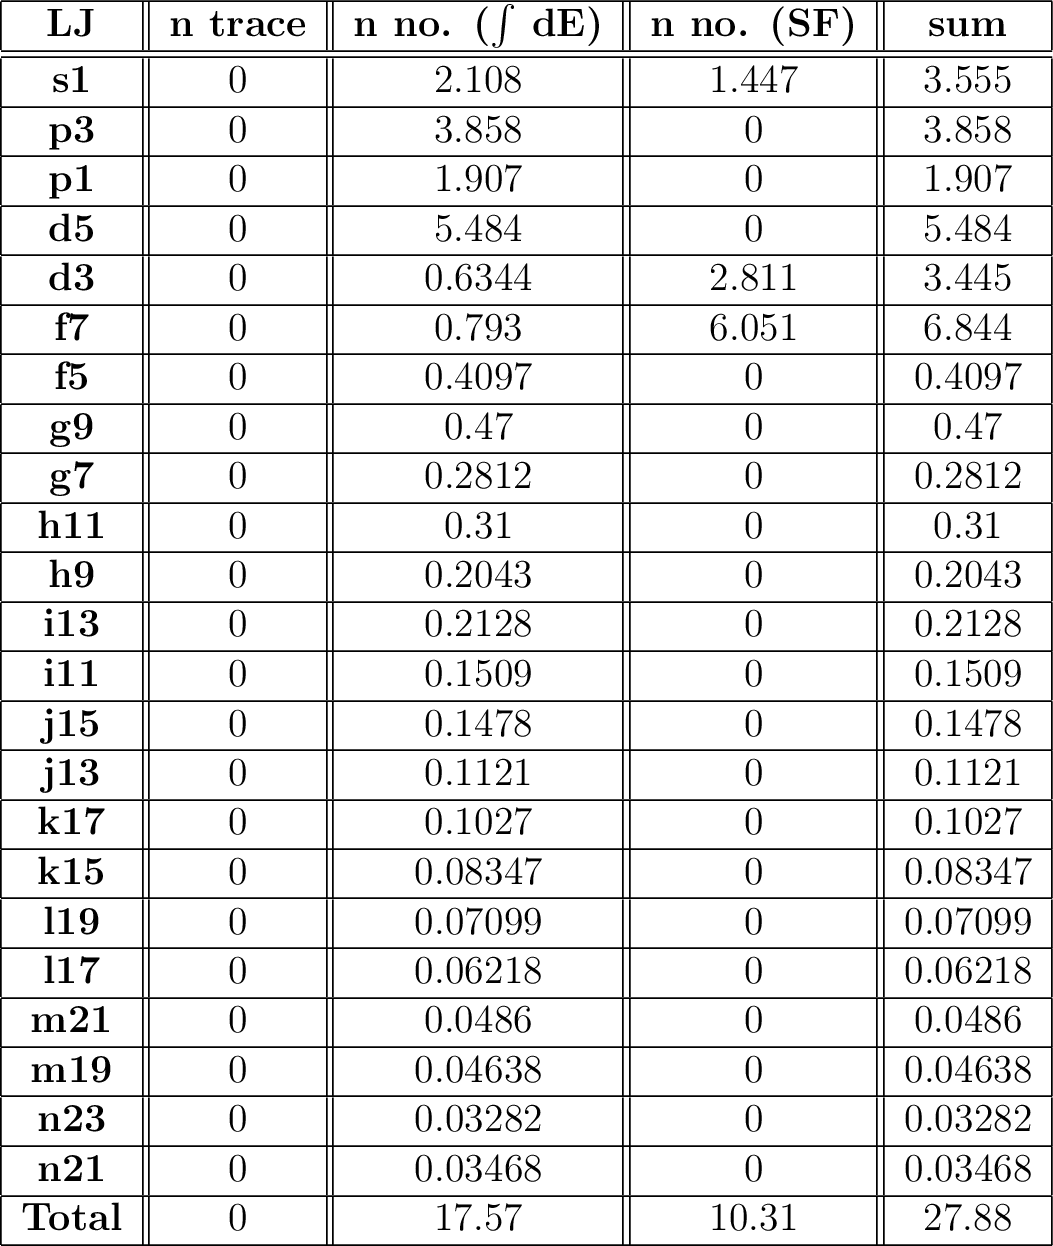 LJ n trace n no. (∫ dE) n no. (SF) sum
s1 0 2.108 1.447 3.555
p3 0 3.858 0 3.858
p1 0 1.907 0 1.907
d5 0 5.484 0 5.484
d3 0 0.6344 2.811 3.445
f7 0 0.793 6.051 6.844
f5 0 0.4097 0 0.4097
g9 0 0.47 0 0.47
g7 0 0.2812 0 0.2812
h11 0 0.31 0 0.31
h9 0 0.2043 0 0.2043
i13 0 0.2128 0 0.2128
i11 0 0.1509 0 0.1509
j15 0 0.1478 0 0.1478
j13 0 0.1121 0 0.1121
k17 0 0.1027 0 0.1027
k15 0 0.08347 0 0.08347
l19 0 0.07099 0 0.07099
l17 0 0.06218 0 0.06218
m21 0 0.0486 0 0.0486
m19 0 0.04638 0 0.04638
n23 0 0.03282 0 0.03282
n21 0 0.03468 0 0.03468
Total 0 17.57 10.31 27.88